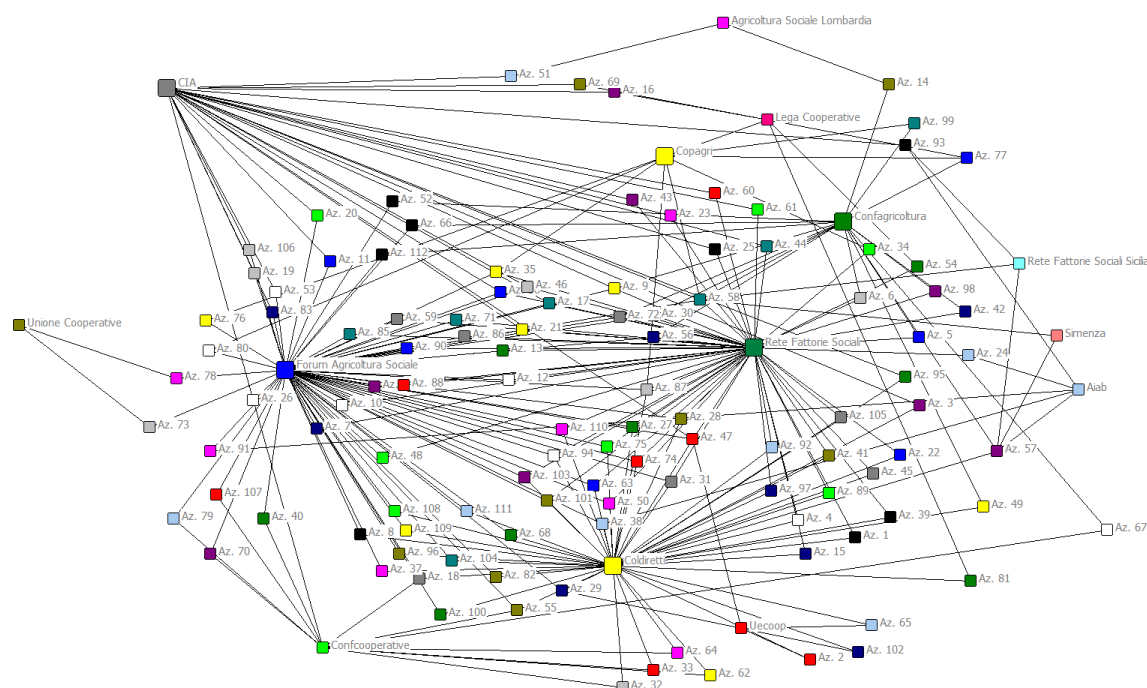 Agricoltura Sociale Lombardia
CIA
Az. 51
Az. 69
Az. 16
Az. 14
Lega Cooperative
Az. 99
Az. 93
Copagri
Az. 77
Az. 52
Az. 43
Az. 60
Az. 20
Az. 66
Az. 23
Az. 61
Confagricoltura
Az. 106
Az. 11
Az. 112
Az. 25
Az. 44
Az. 34
Az. 19
Az. 35
Az. 54
Rete Fattorie Sociali Sicilia
Az. 53
Az. 46
Az. 9
Az. 58
Az. 6
Az. 98
Az. 83
Az. 17
Az. 30
Az. 42
Unione Cooperative
Az. 76
Az. 59
Az. 71
Az. 72
Az. 85
Az. 86
Az. 21
Az. 56
Az. 5
Simenza
Az. 80
Az. 90
Az. 13
Rete Fattorie Sociali
Az. 24
Forum Agricoltura Sociale
Az. 78
Az. 88
Az. 12
Az. 87
Az. 95
Aiab
Az. 26
Az. 10
Az. 3
Az. 73
Az. 7
Az. 110
Az. 27
Az. 28
Az. 105
Az. 91
Az. 48
Az. 94
Az. 75
Az. 47
Az. 92
Az. 41
Az. 22
Az. 57
Az. 74
Az. 103
Az. 63
Az. 31
Az. 97
Az. 45
Az. 107
Az. 101
Az. 50
Az. 89
Az. 49
Az. 79
Az. 40
Az. 108
Az. 111
Az. 38
Az. 4
Az. 39
Az. 67
Az. 8
Az. 109
Az. 68
Az. 1
Az. 70
Az. 96
Az. 104
Az. 15
Az. 37
Az. 18
Az. 82
Coldiretti
Az. 81
Az. 100
Az. 55
Az. 29
Uecoop
Az. 65
Confcooperative
Az. 64
Az. 2
Az. 102
Az. 33
Az. 62
Az. 32